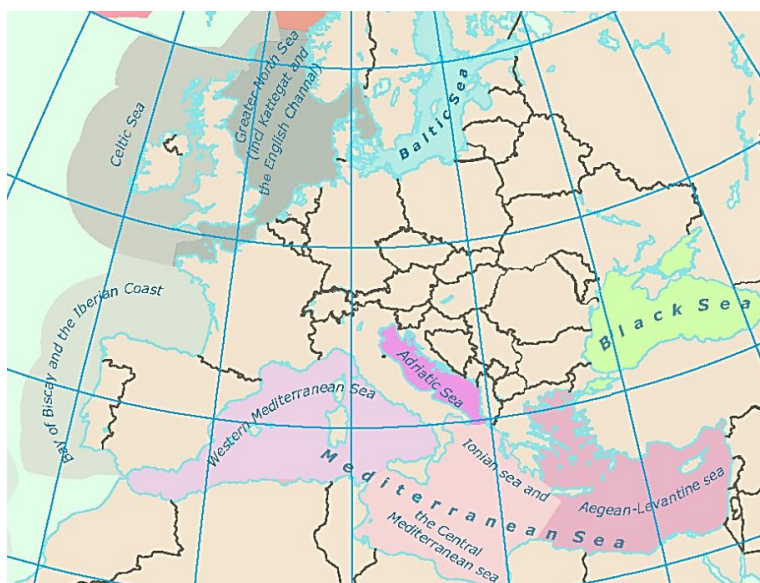 Celtic Sea
Greater North Sea
(incl Kattegat and
the English Channal)
Baltic Sea
Bay of Biscay and the Iberian Coast
Black Sea
Adriatic Sea
Western Mediterranean Sea
Mediterranean Sea
Ionian sea and
the Central
Mediterranean sea
Aegean-Levantine sea